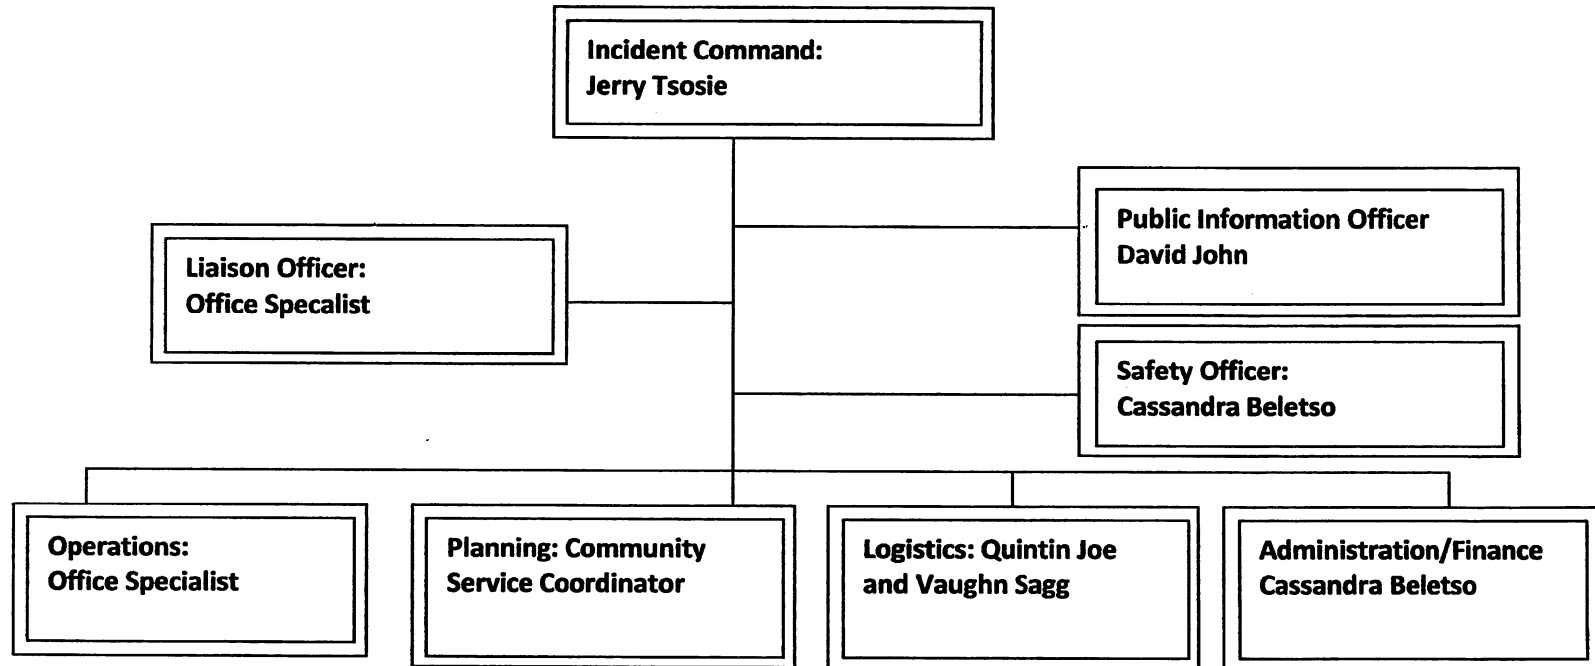 Incident Command:
Jerry Tsosie
Public Information Officer
David John
Liaison Officer:
Office Specalist
Safety Officer:
Cassandra Beletso
Operations:
Office Specialist
Planning: Community
Service Coordinator
Logistics: Quintin Joe
and Vaughn Sagg
Administration/Finance
Cassandra Beletso